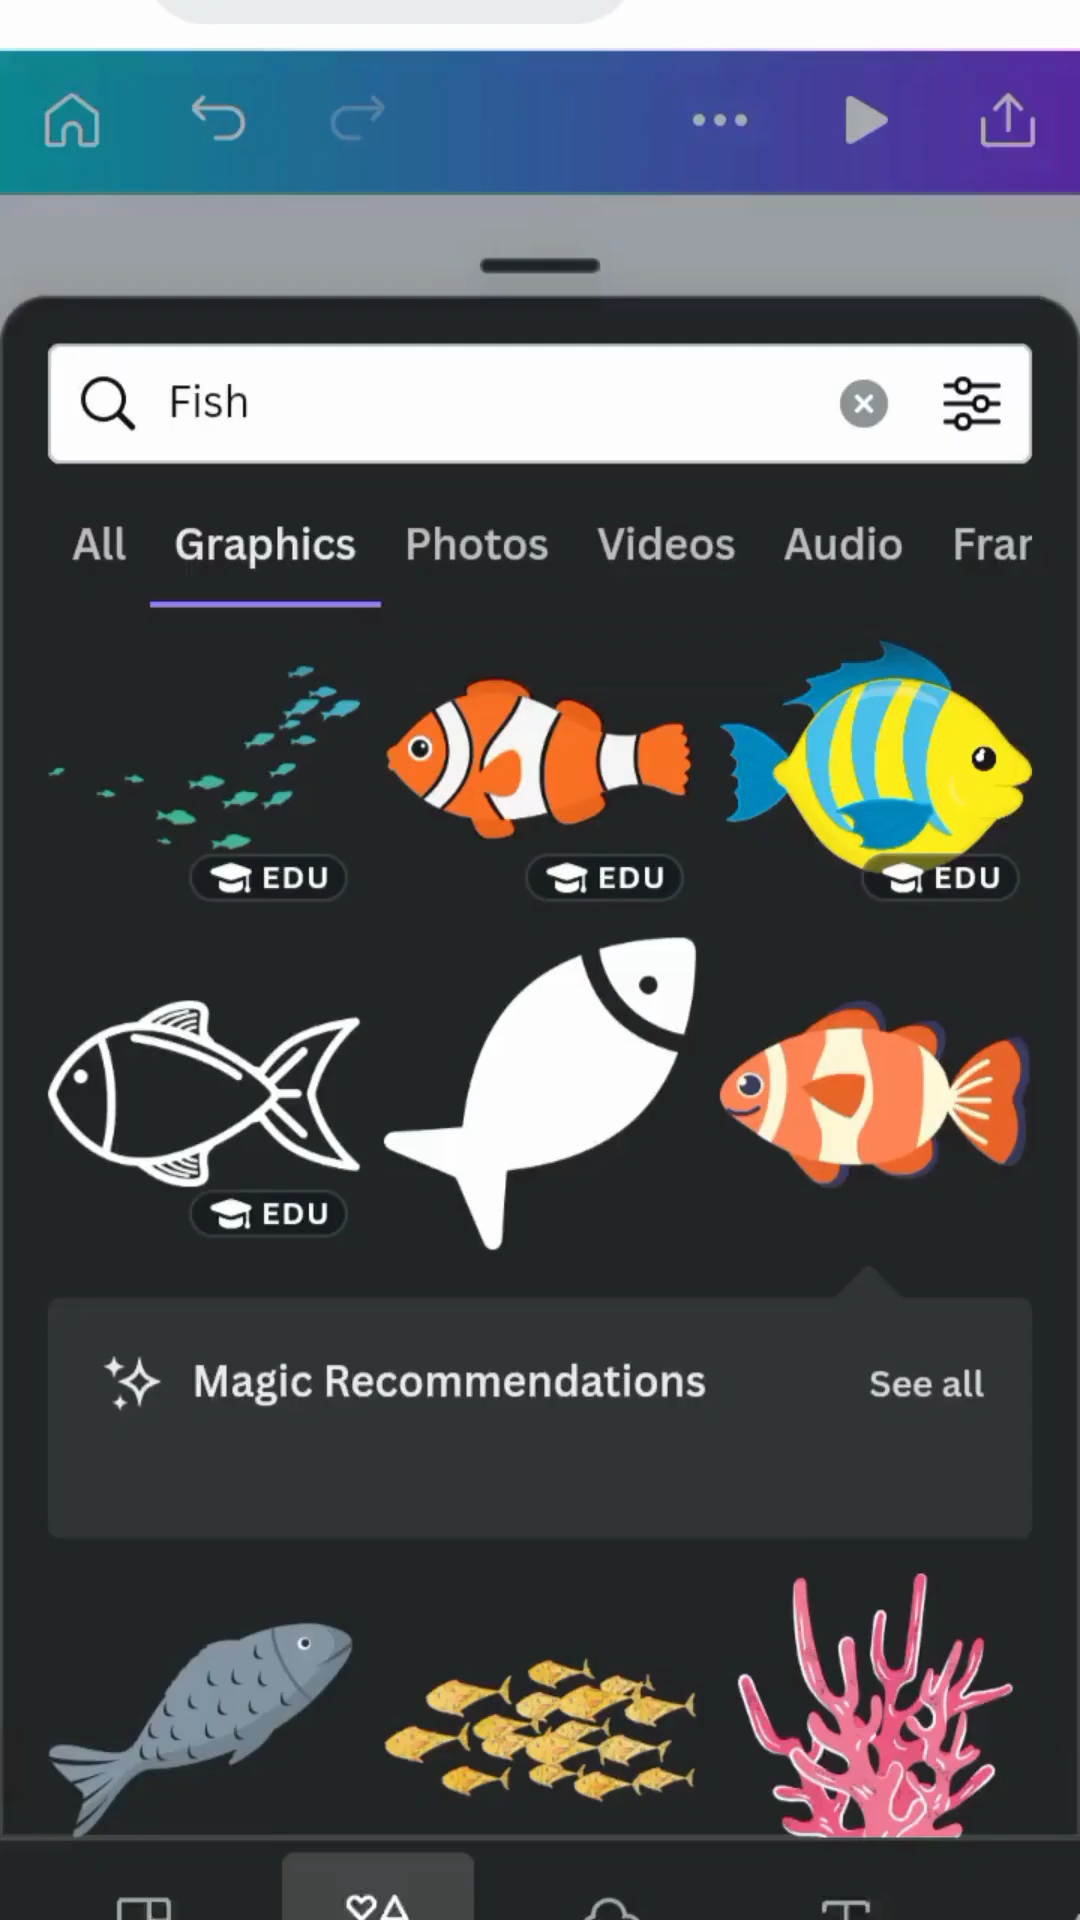 Fish
All Graphics Photos Videos Audio Frar
EDU EDU EDU
EDU
Magic Recommendations See all